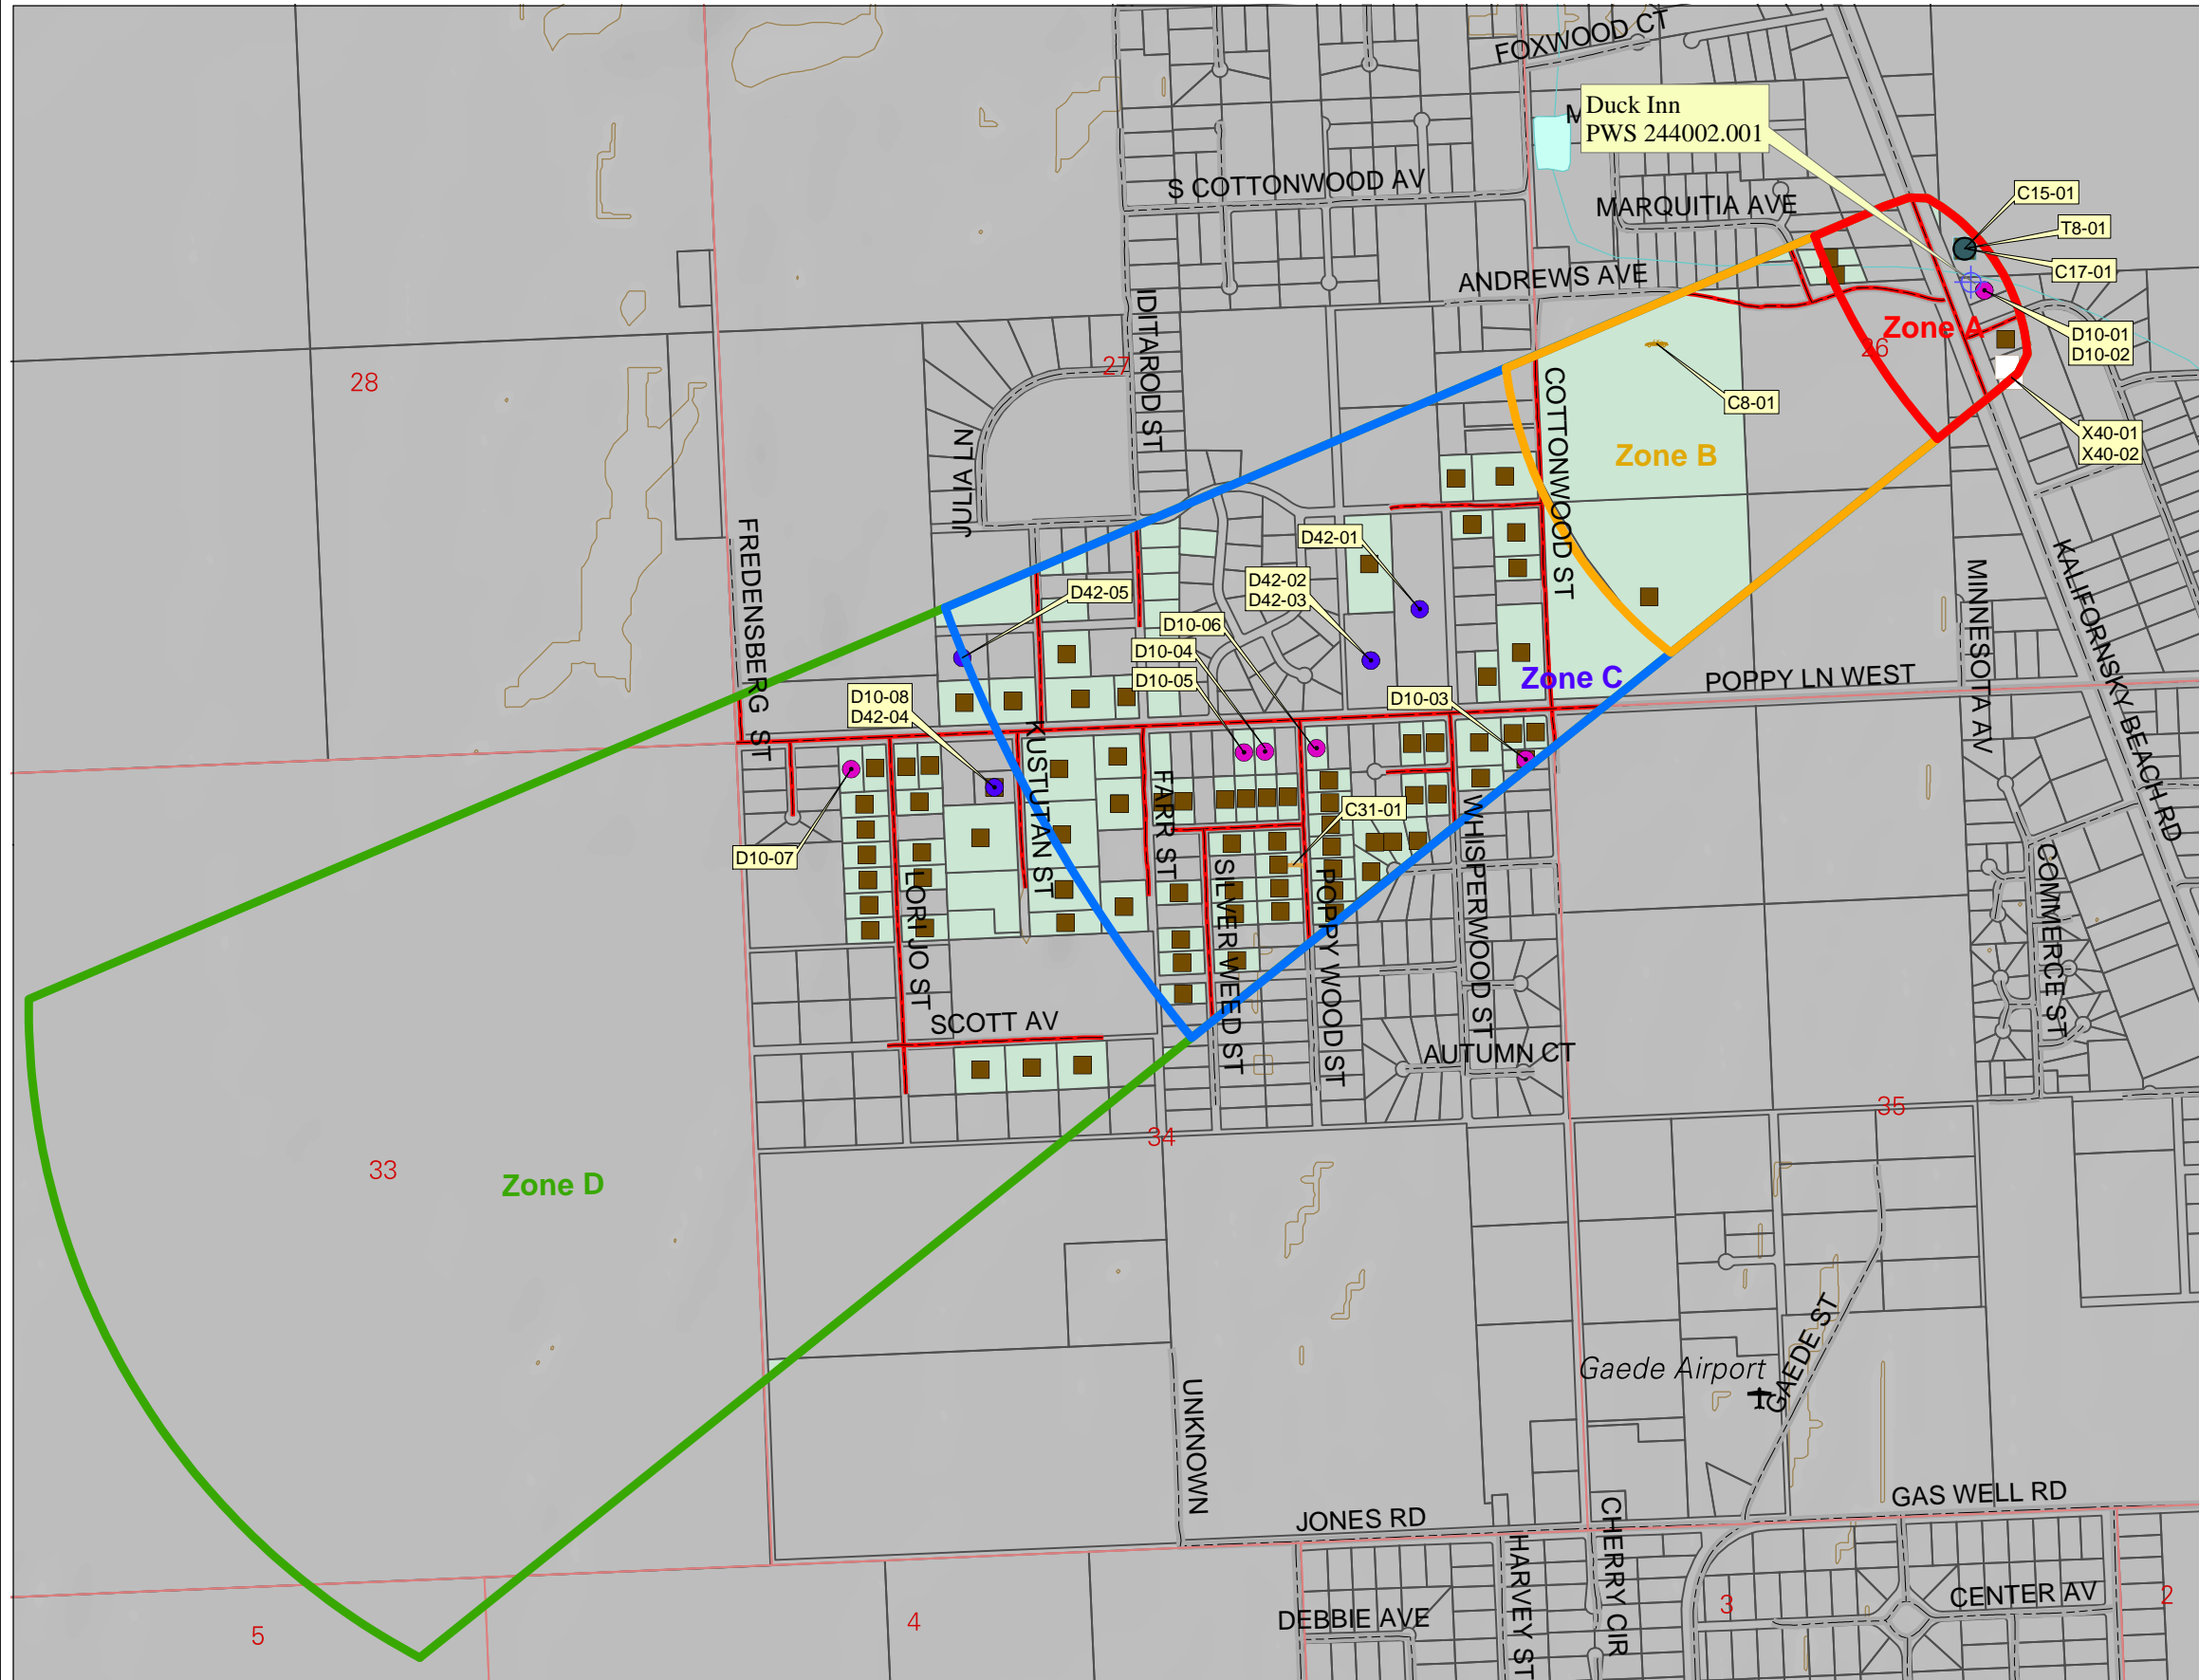 FOXWOOD CT
M
Duck Inn
PWS 244002.001
S COTTONWOOD AV
MARQUITIA AVE
C15-01
T8-01
C17-01
ANDREWS AVE
Zone A
D10-01
D10-02
26
27
28
IDITAROD ST
COTTONWOOD ST
C8-01
X40-01
X40-02
Zone B
JULIA LN
FREDENSBERG ST
D42-01
D42-02
D42-03
D42-05
D10-06
D10-04
D10-05
D10-08
D42-04
D10-03
Zone C
POPPY LN WEST
MINNESOTA AV
KALIFORNSKY BEACH RD
KUSTUTAN ST
FARR ST
C31-01
WHISPERWOOD ST
D10-07
LORI JO ST
SILVER WEED ST
POPPY WOOD ST
COMMERCE ST
SCOTT AV
AUTUMN CT
35
34
33
Zone D
GAEDE ST
Gaede Airport
UNKNOWN
GAS WELL RD
JONES RD
CHERRY CIR
HARVEY ST
CENTER AV
DEBBIE AVE
5
4
3
2